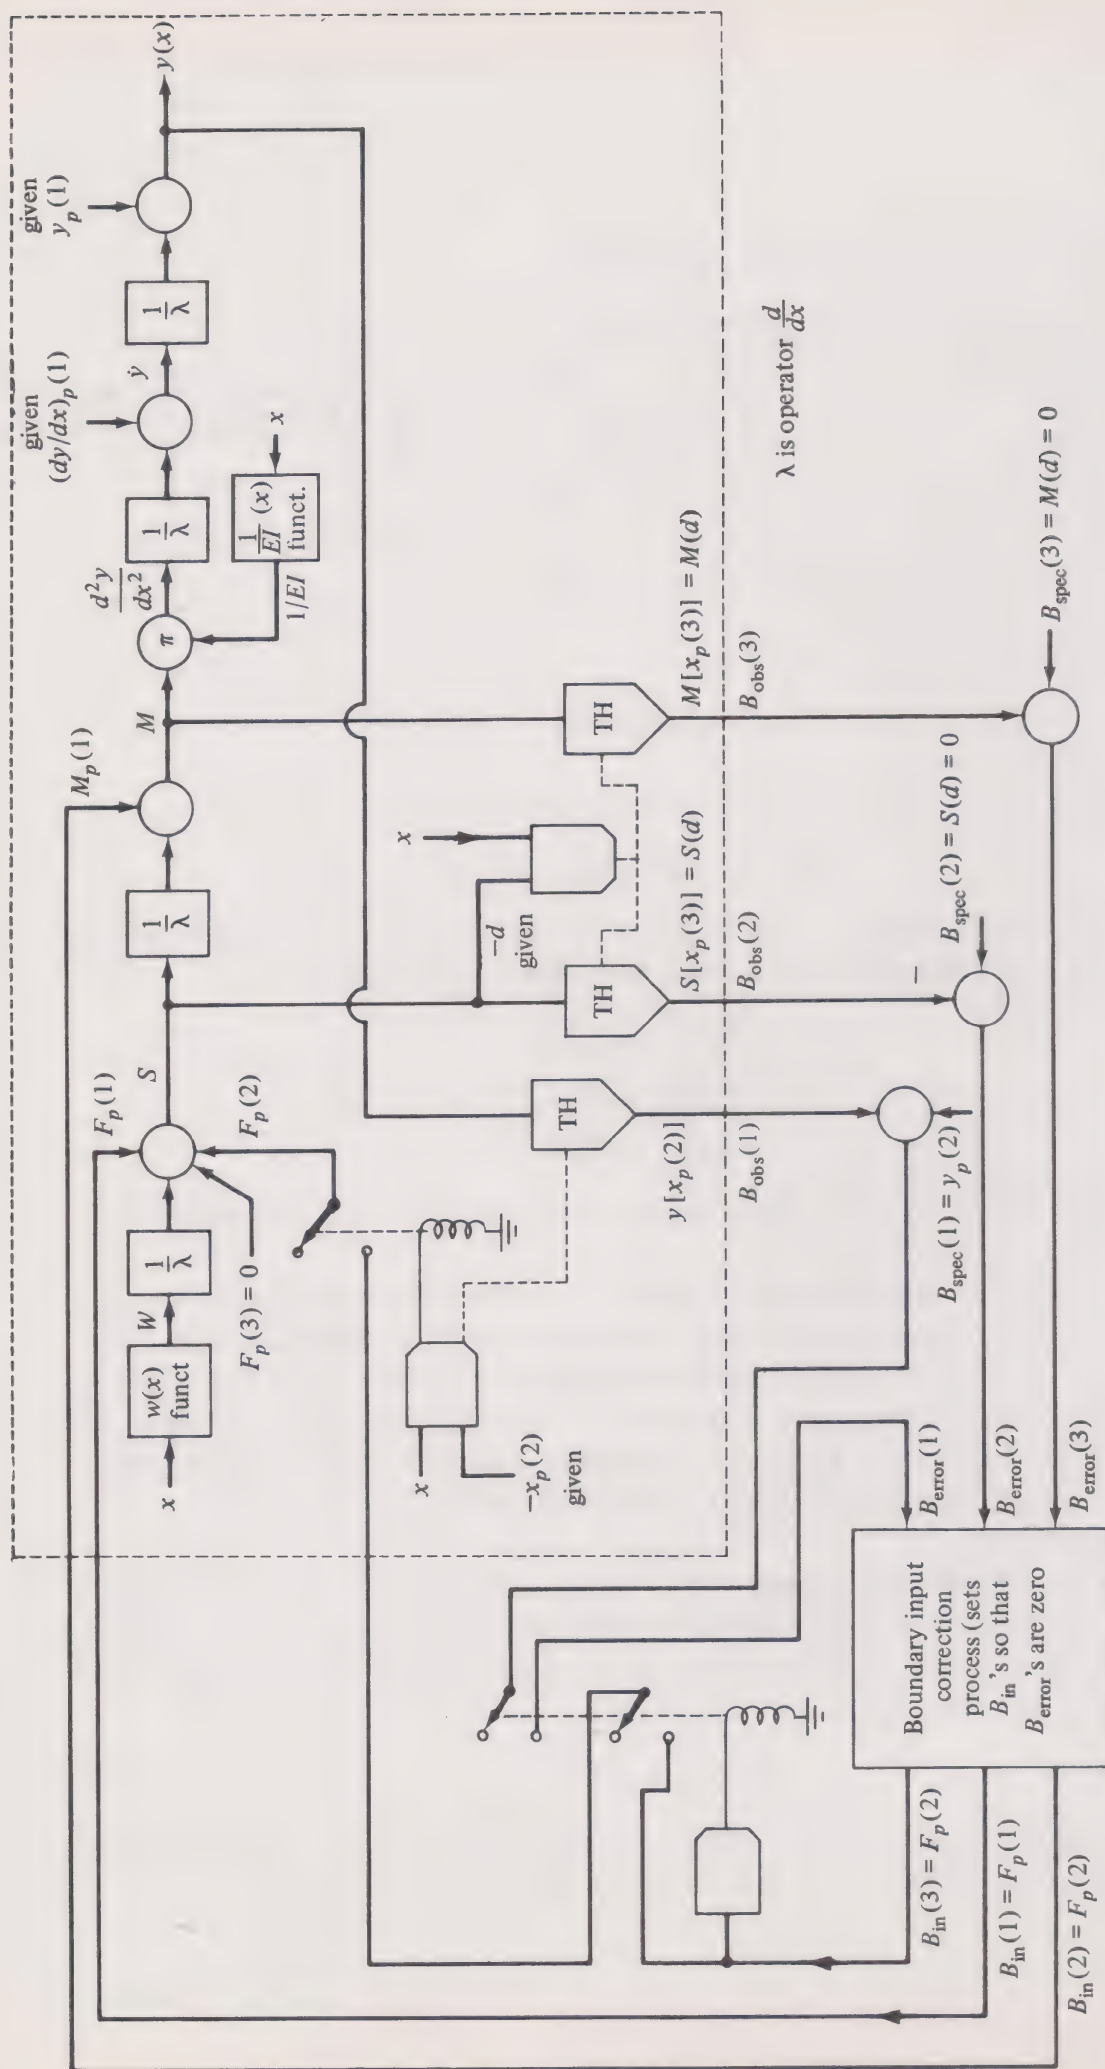 given
y_p(1)
y(x)
given
(dy/dx)_p(1)
1/λ
ẏ
1/λ
d²y/dx²
π
1/EI (x)
funct.
x
1/EI
M
M_p(1)
1/λ
S
F_p(1)
F_p(2)
F_p(3) = 0
1/λ
W
w(x)
funct
x
x
−d
given
TH
TH
TH
x
−x_p(2)
given
M[x_p(3)] = M(d)
B_obs(3)
S[x_p(3)] = S(d)
B_obs(2)
y[x_p(2)]
B_obs(1)
λ is operator d/dx
B_spec(3) = M(d) = 0
B_spec(2) = S(d) = 0
−
B_spec(1) = y_p(2)
B_error(1)
B_error(2)
B_error(3)
Boundary input
correction
process (sets
B_in's so that
B_error's are zero
B_in(3) = F_p(2)
B_in(1) = F_p(1)
B_in(2) = F_p(2)